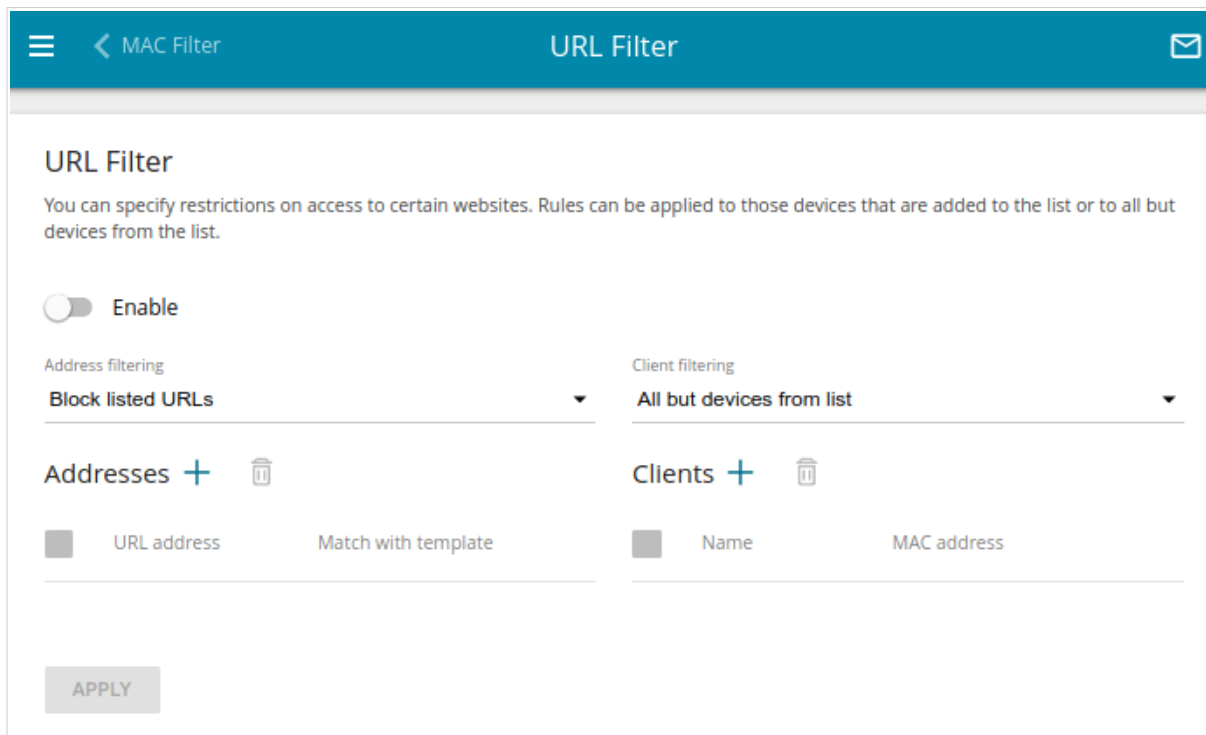 MAC Filter
URL Filter
URL Filter
You can specify restrictions on access to certain websites. Rules can be applied to those devices that are added to the list or to all but
devices from the list.
Enable
Address filtering
Client filtering
Block listed URLs
All but devices from list
Addresses
Clients
URL address
Match with template
Name
MAC address
APPLY